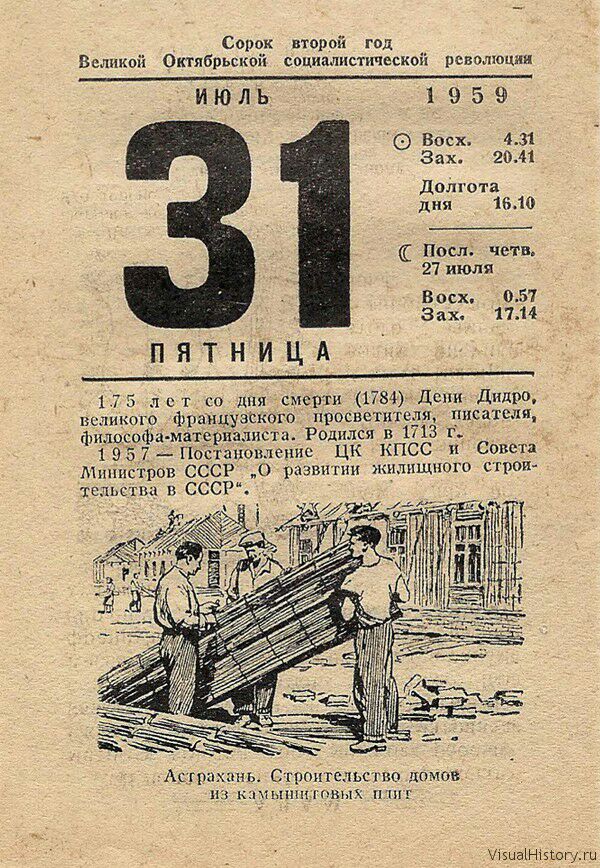 Сорок второй год
Великой Октябрьской социалистической революции
ИЮЛЬ 1959
31
Восх. 4.31
Зах. 20.41
Долгота
дня 16.10
Посл. четв.
27 июля
Восх. 0.57
Зах. 17.14
ПЯТНИЦА
175 лет со дня смерти (1784) Дени Дидро,
великого французского просветителя, писателя,
философа-материалиста. Родился в 1713 г.
1957 — Постановление ЦК КПСС и Совета
Министров СССР „О развитии жилищного строи-
тельства в СССР“.
Астрахань. Строительство домов
из камышитовых плит
VisualHistory.ru